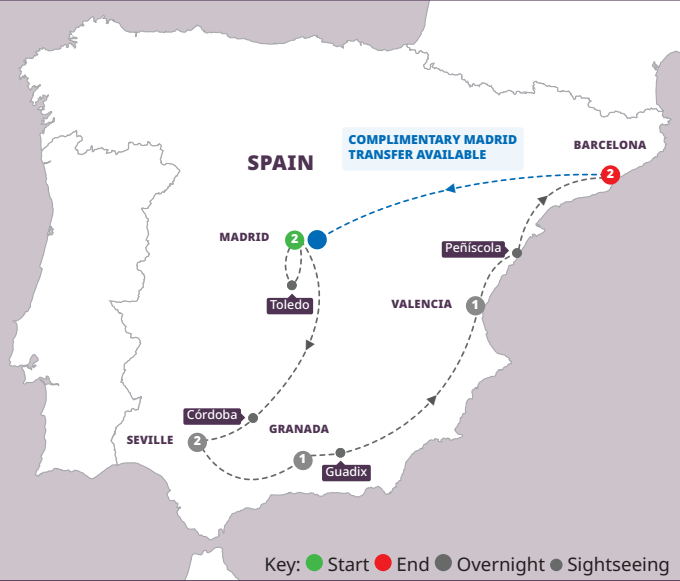 COMPLIMENTARY MADRID
TRANSFER AVAILABLE
BARCELONA
SPAIN
2
MADRID
2
Peñíscola
Toledo
VALENCIA
1
Córdoba
GRANADA
SEVILLE
2
1
Guadix
Key: Start End Overnight Sightseeing